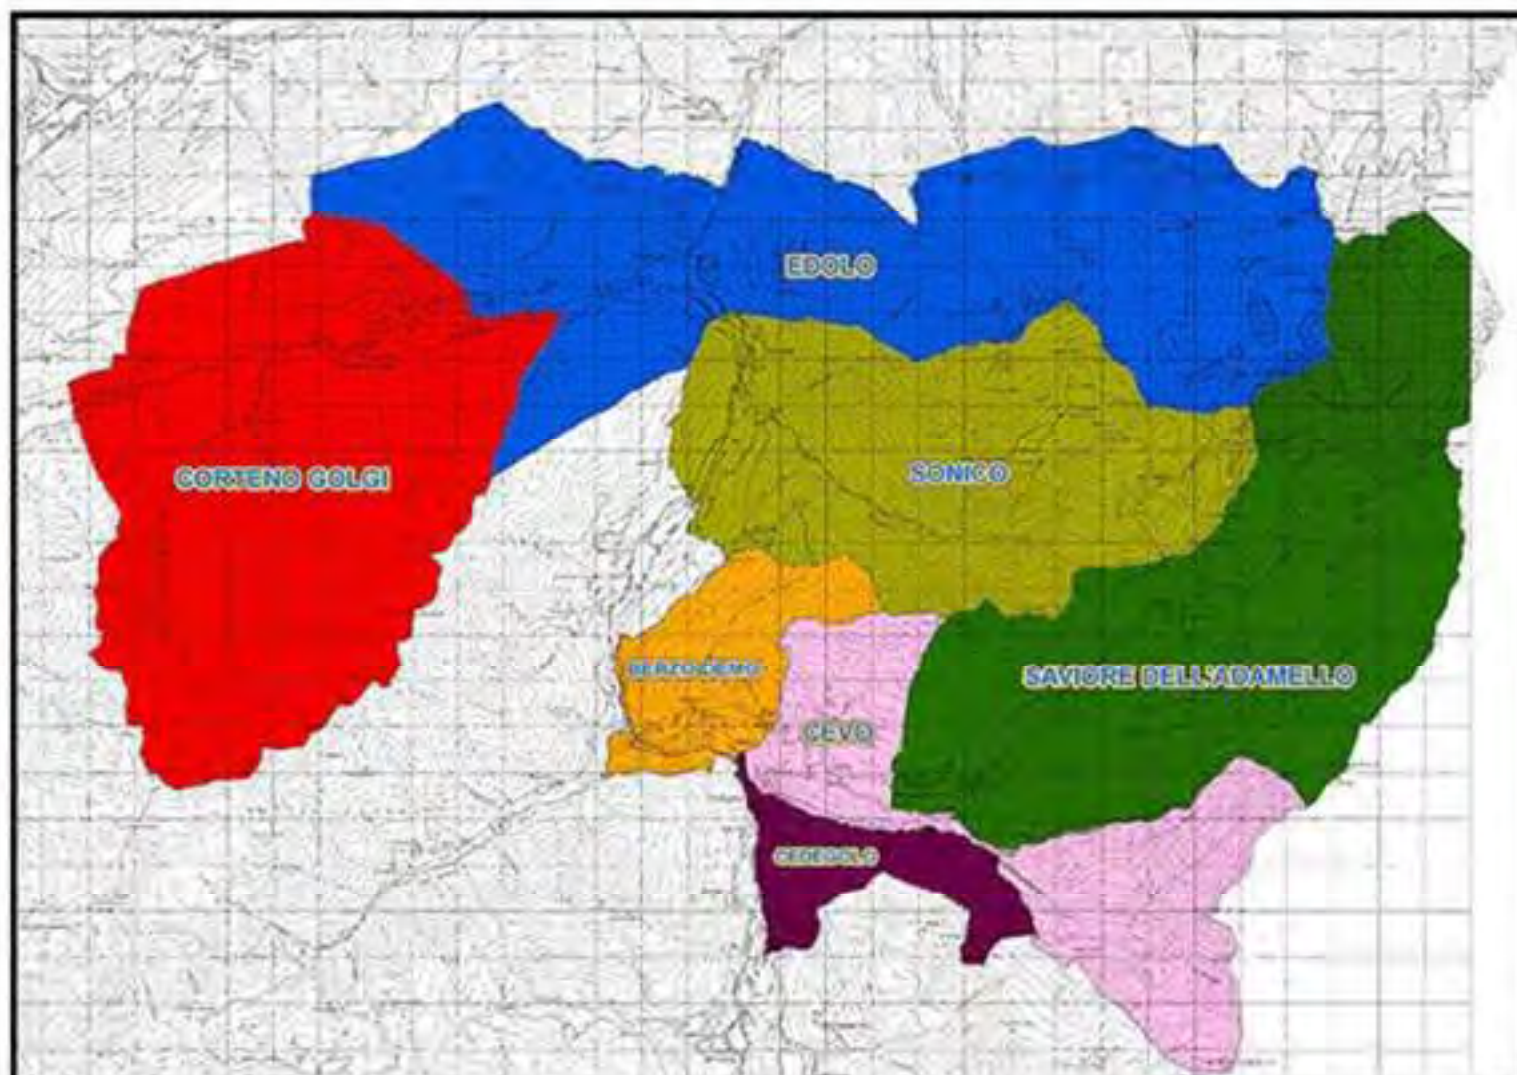 EDOLO
CORTENO GOLGI
SONICO
BERZO DEMO
SAVIORE DELL'ADAMELLO
CEVO
CEDEGOLO